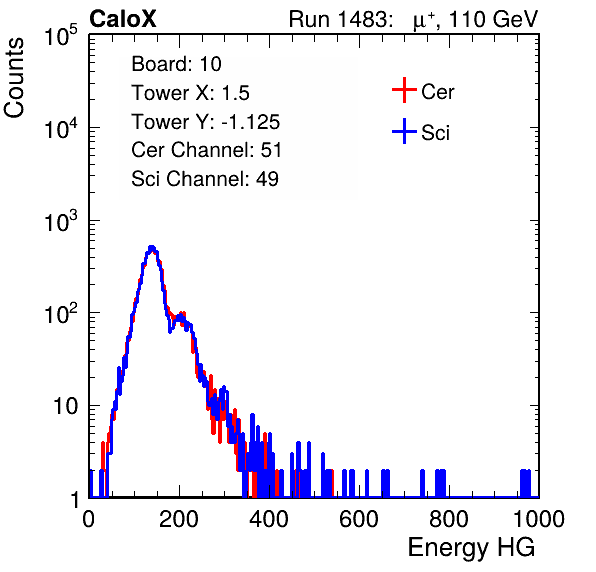 CaloX Run 1483: μ⁺, 110 GeV
Counts
10⁵
10⁴
10³
10²
10
1
Board: 10
Tower X: 1.5
Tower Y: -1.125
Cer Channel: 51
Sci Channel: 49
Cer
Sci
0 200 400 600 800 1000
Energy HG